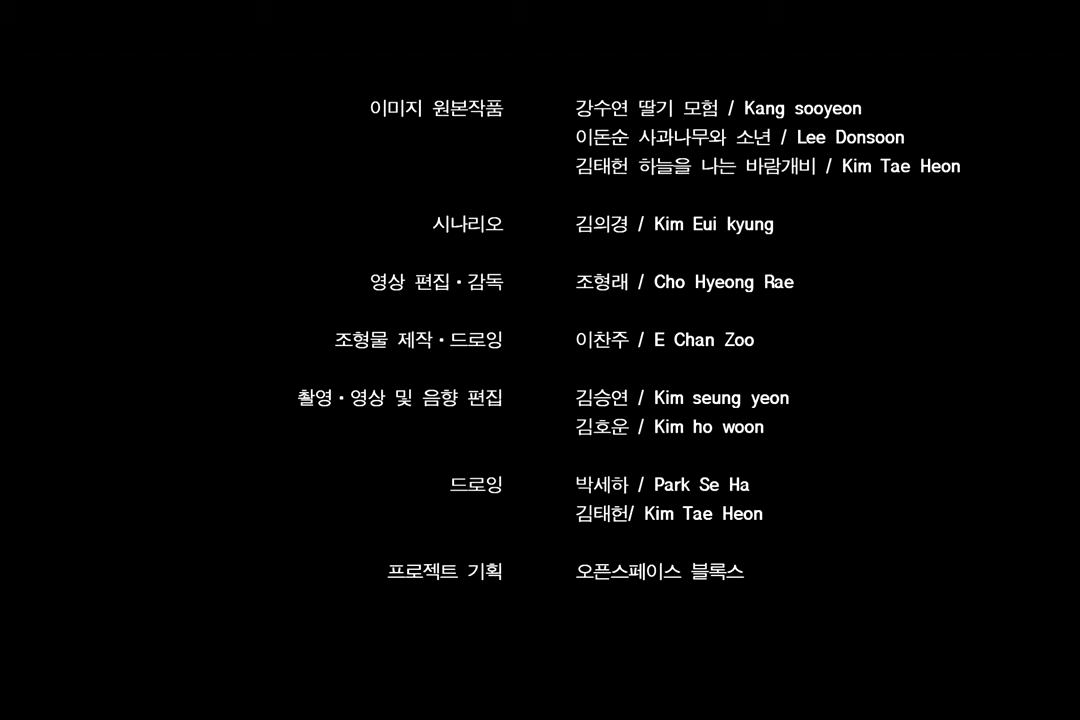 이미지 원본작품 강수연 딸기 모험 / Kang sooyeon
이돈순 사과나무와 소년 / Lee Donsoon
김태헌 하늘을 나는 바람개비 / Kim Tae Heon
시나리오 김의경 / Kim Eui kyung
영상 편집・감독 조형래 / Cho Hyeong Rae
조형물 제작・드로잉 이찬주 / E Chan Zoo
촬영・영상 및 음향 편집 김승연 / Kim seung yeon
김호운 / Kim ho woon
드로잉 박세하 / Park Se Ha
김태헌/ Kim Tae Heon
프로젝트 기획 오픈스페이스 블록스